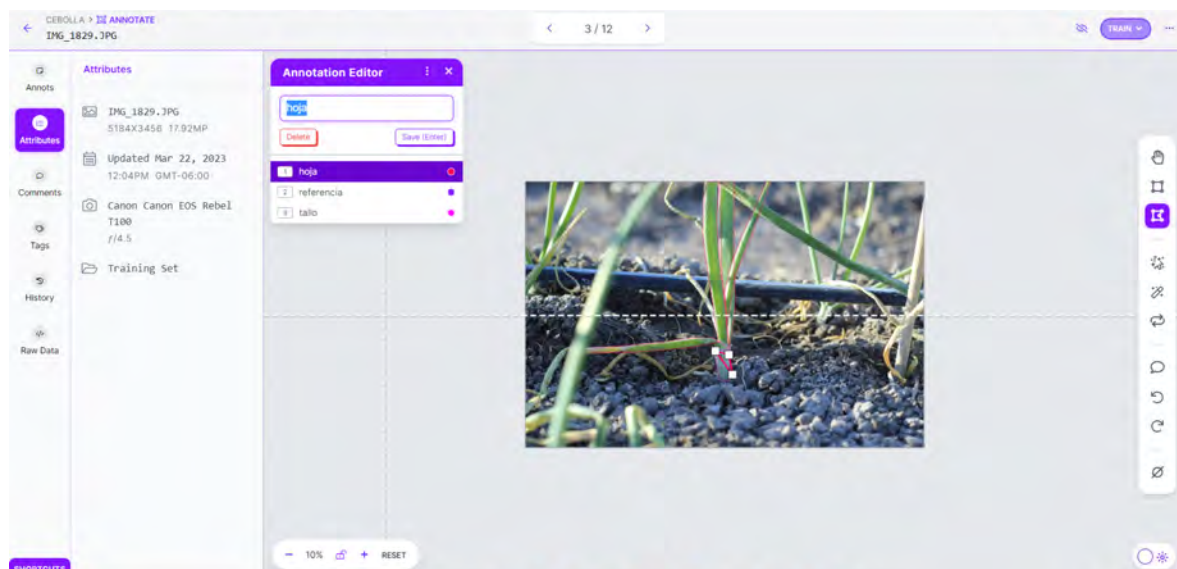 CEBOLLA > ANNOTATE
IMG_1829.JPG
3 / 12
TRAIN
Annots
Attributes
Comments
Tags
History
Raw Data
SHORTCUTS
Attributes
IMG_1829.JPG
5184X3456 17.92MP
Updated Mar 22, 2023
12:04PM GMT-06:00
Canon Canon EOS Rebel
T100
ƒ/4.5
Training Set
Annotation Editor
hoja
Delete
Save (Enter)
1 hoja
2 referencia
tallo
10%
RESET